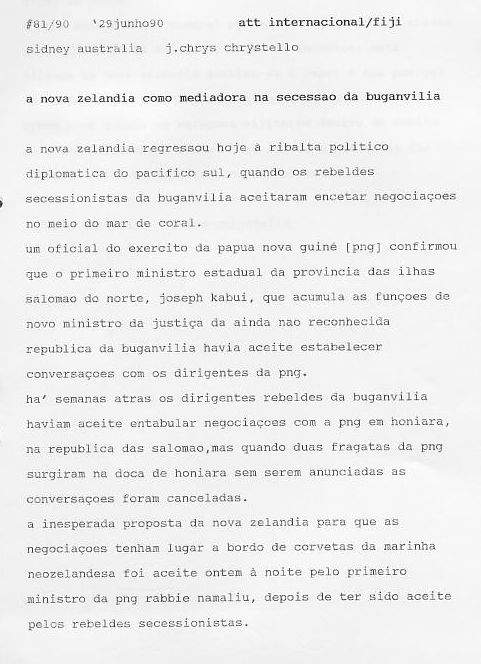 #81/90 '29junho90 att internacional/fiji
sidney australia j.chrys chrystello
a nova zelandia como mediadora na secessao da buganvilia
a nova zelandia regressou hoje à ribalta politico
diplomatica do pacifico sul, quando os rebeldes
secessionistas da buganvilia aceitaram encetar negociaçoes
no meio do mar de coral.
um oficial do exercito da papua nova guiné [png] confirmou
que o primeiro ministro estadual da provincia das ilhas
salomao do norte, joseph kabui, que acumula as funçoes de
novo ministro da justiça da ainda nao reconhecida
republica da buganvilia havia aceite estabelecer
conversaçoes com os dirigentes da png.
ha' semanas atras os dirigentes rebeldes da buganvilia
haviam aceite entabular negociaçoes com a png em honiara,
na republica das salomao,mas quando duas fragatas da png
surgiram na doca de honiara sem serem anunciadas as
conversaçoes foram canceladas.
a inesperada proposta da nova zelandia para que as
negociaçoes tenham lugar a bordo de corvetas da marinha
neozelandesa foi aceite ontem à noite pelo primeiro
ministro da png rabbie namaliu, depois de ter sido aceite
pelos rebeldes secessionistas.